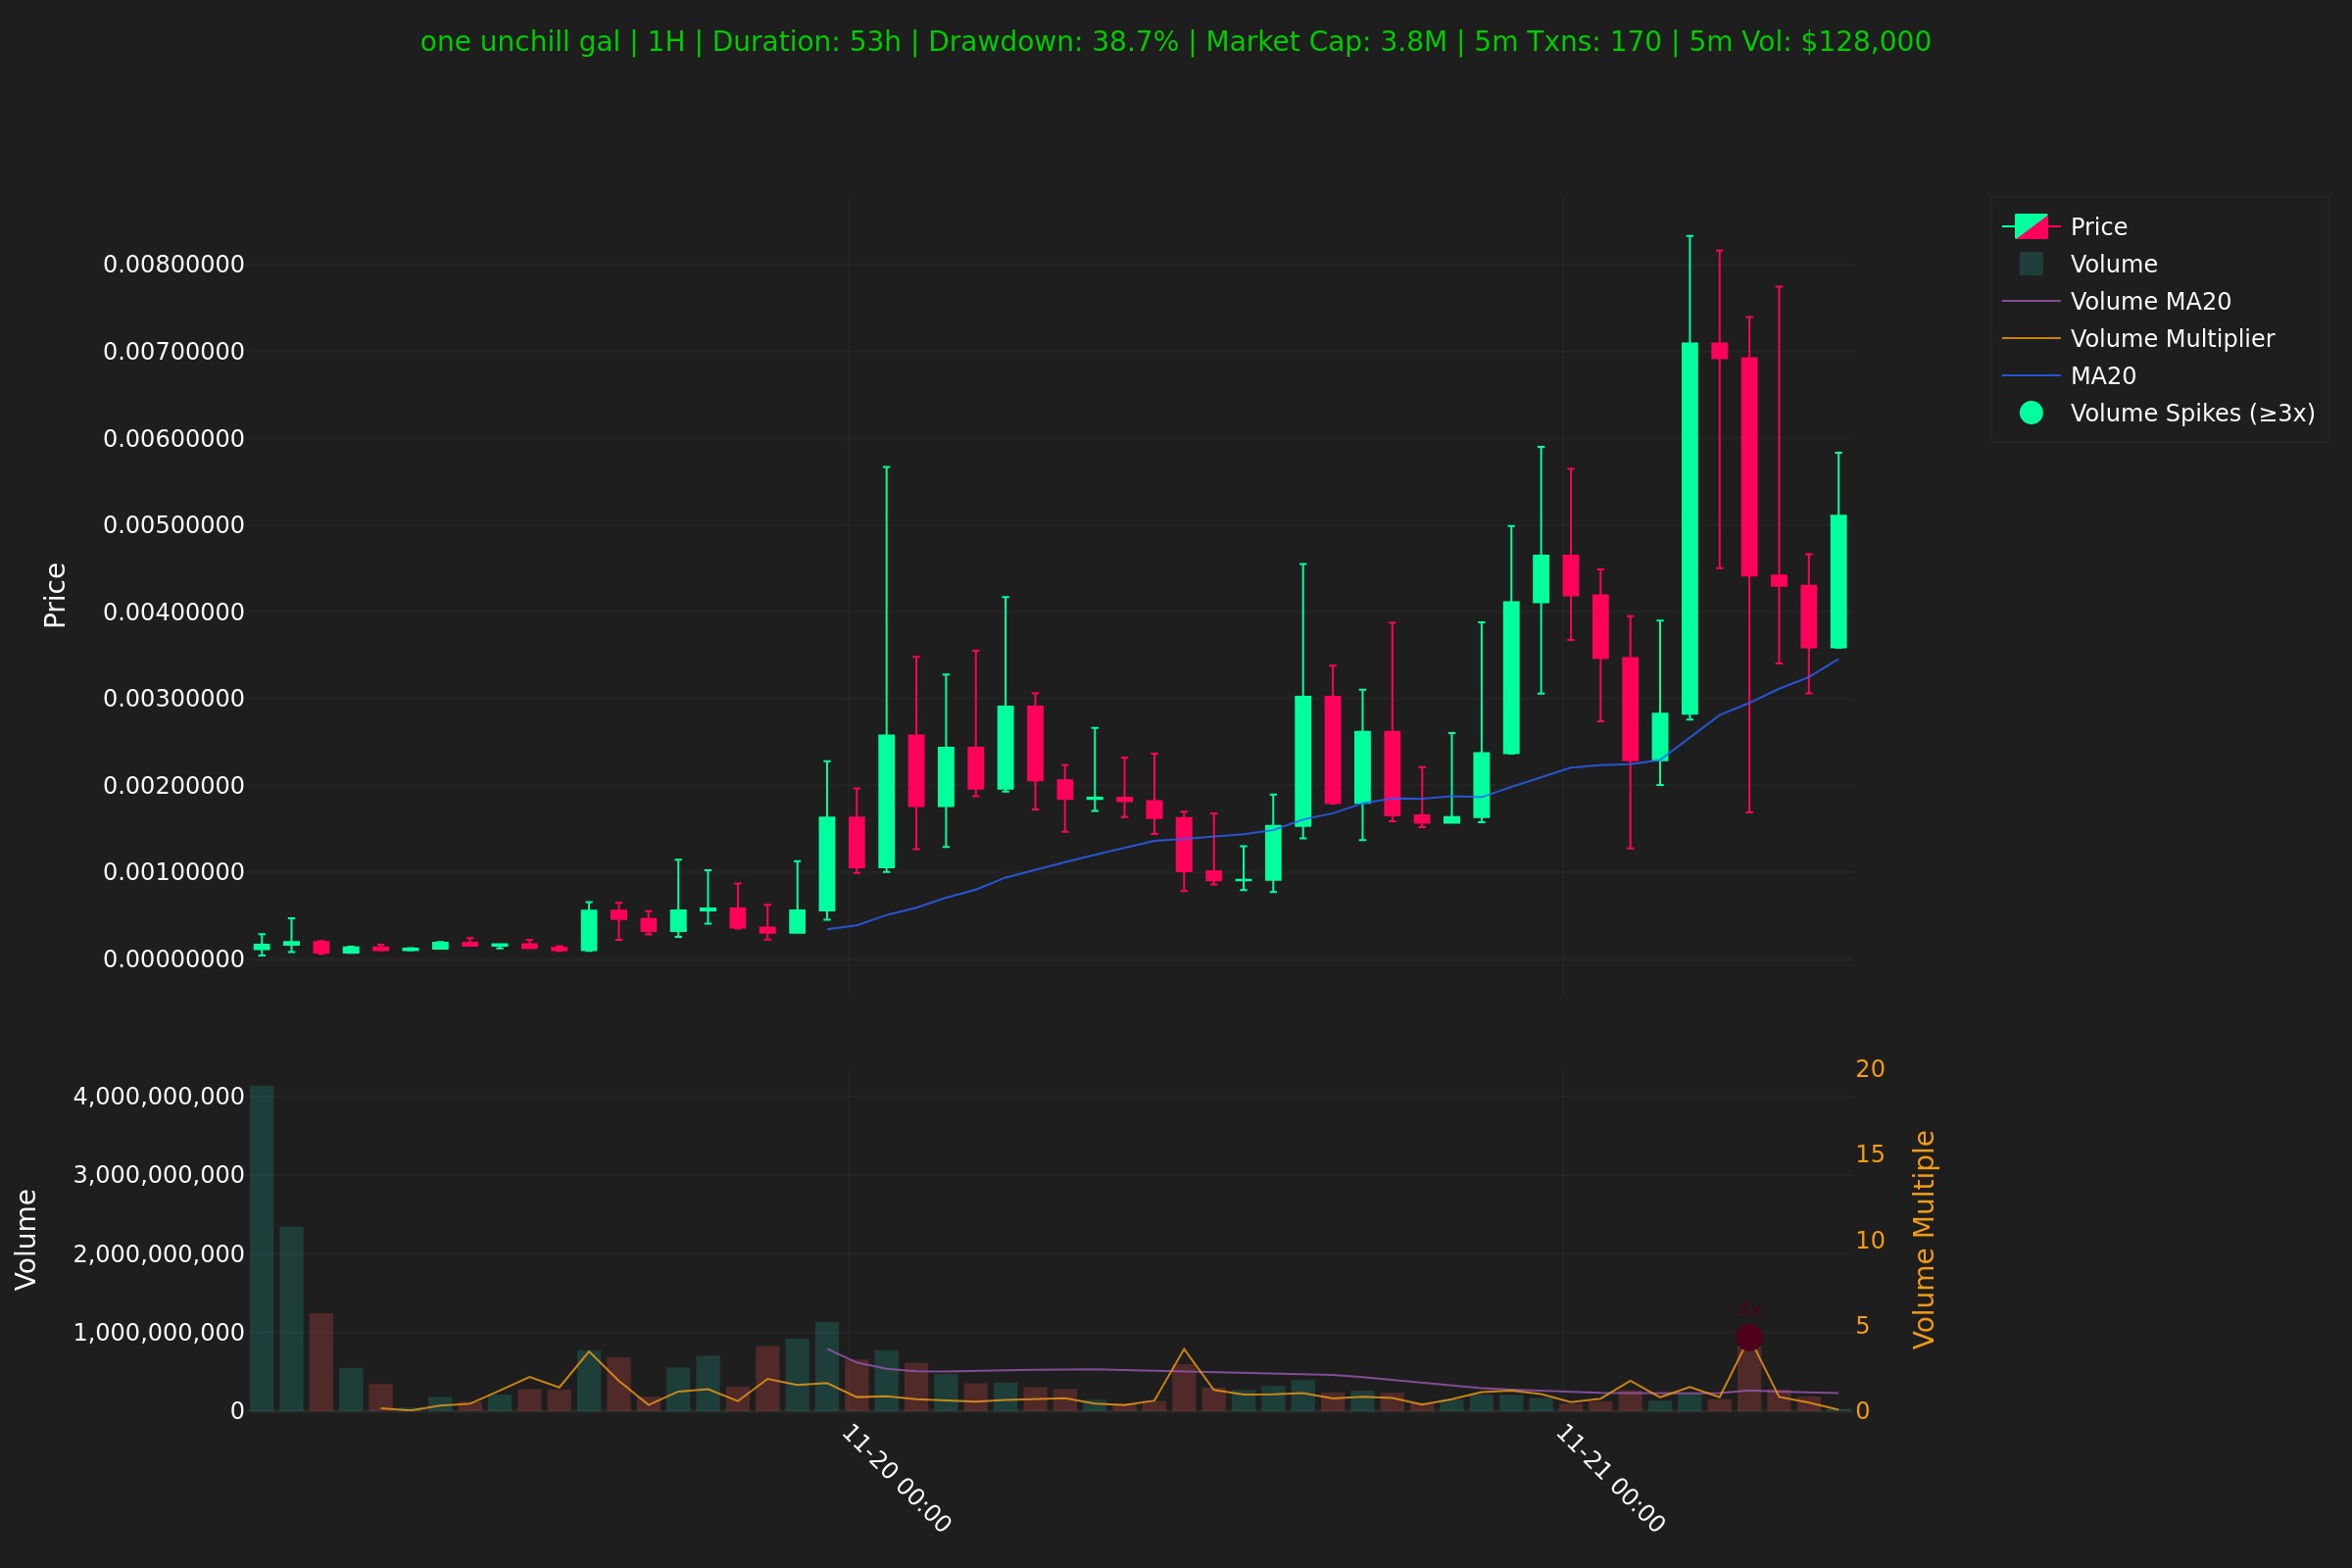 one unchill gal | 1H | Duration: 53h | Drawdown: 38.7% | Market Cap: 3.8M | 5m Txns: 170 | 5m Vol: $128,000
Price
0.00800000
0.00700000
0.00600000
0.00500000
0.00400000
0.00300000
0.00200000
0.00100000
0.00000000
Price
Volume
Volume MA20
Volume Multiplier
MA20
Volume Spikes (≥3x)
Volume
4,000,000,000
3,000,000,000
2,000,000,000
1,000,000,000
0
20
15
10
5
0
Volume Multiple
11-20 00:00
11-21 00:00